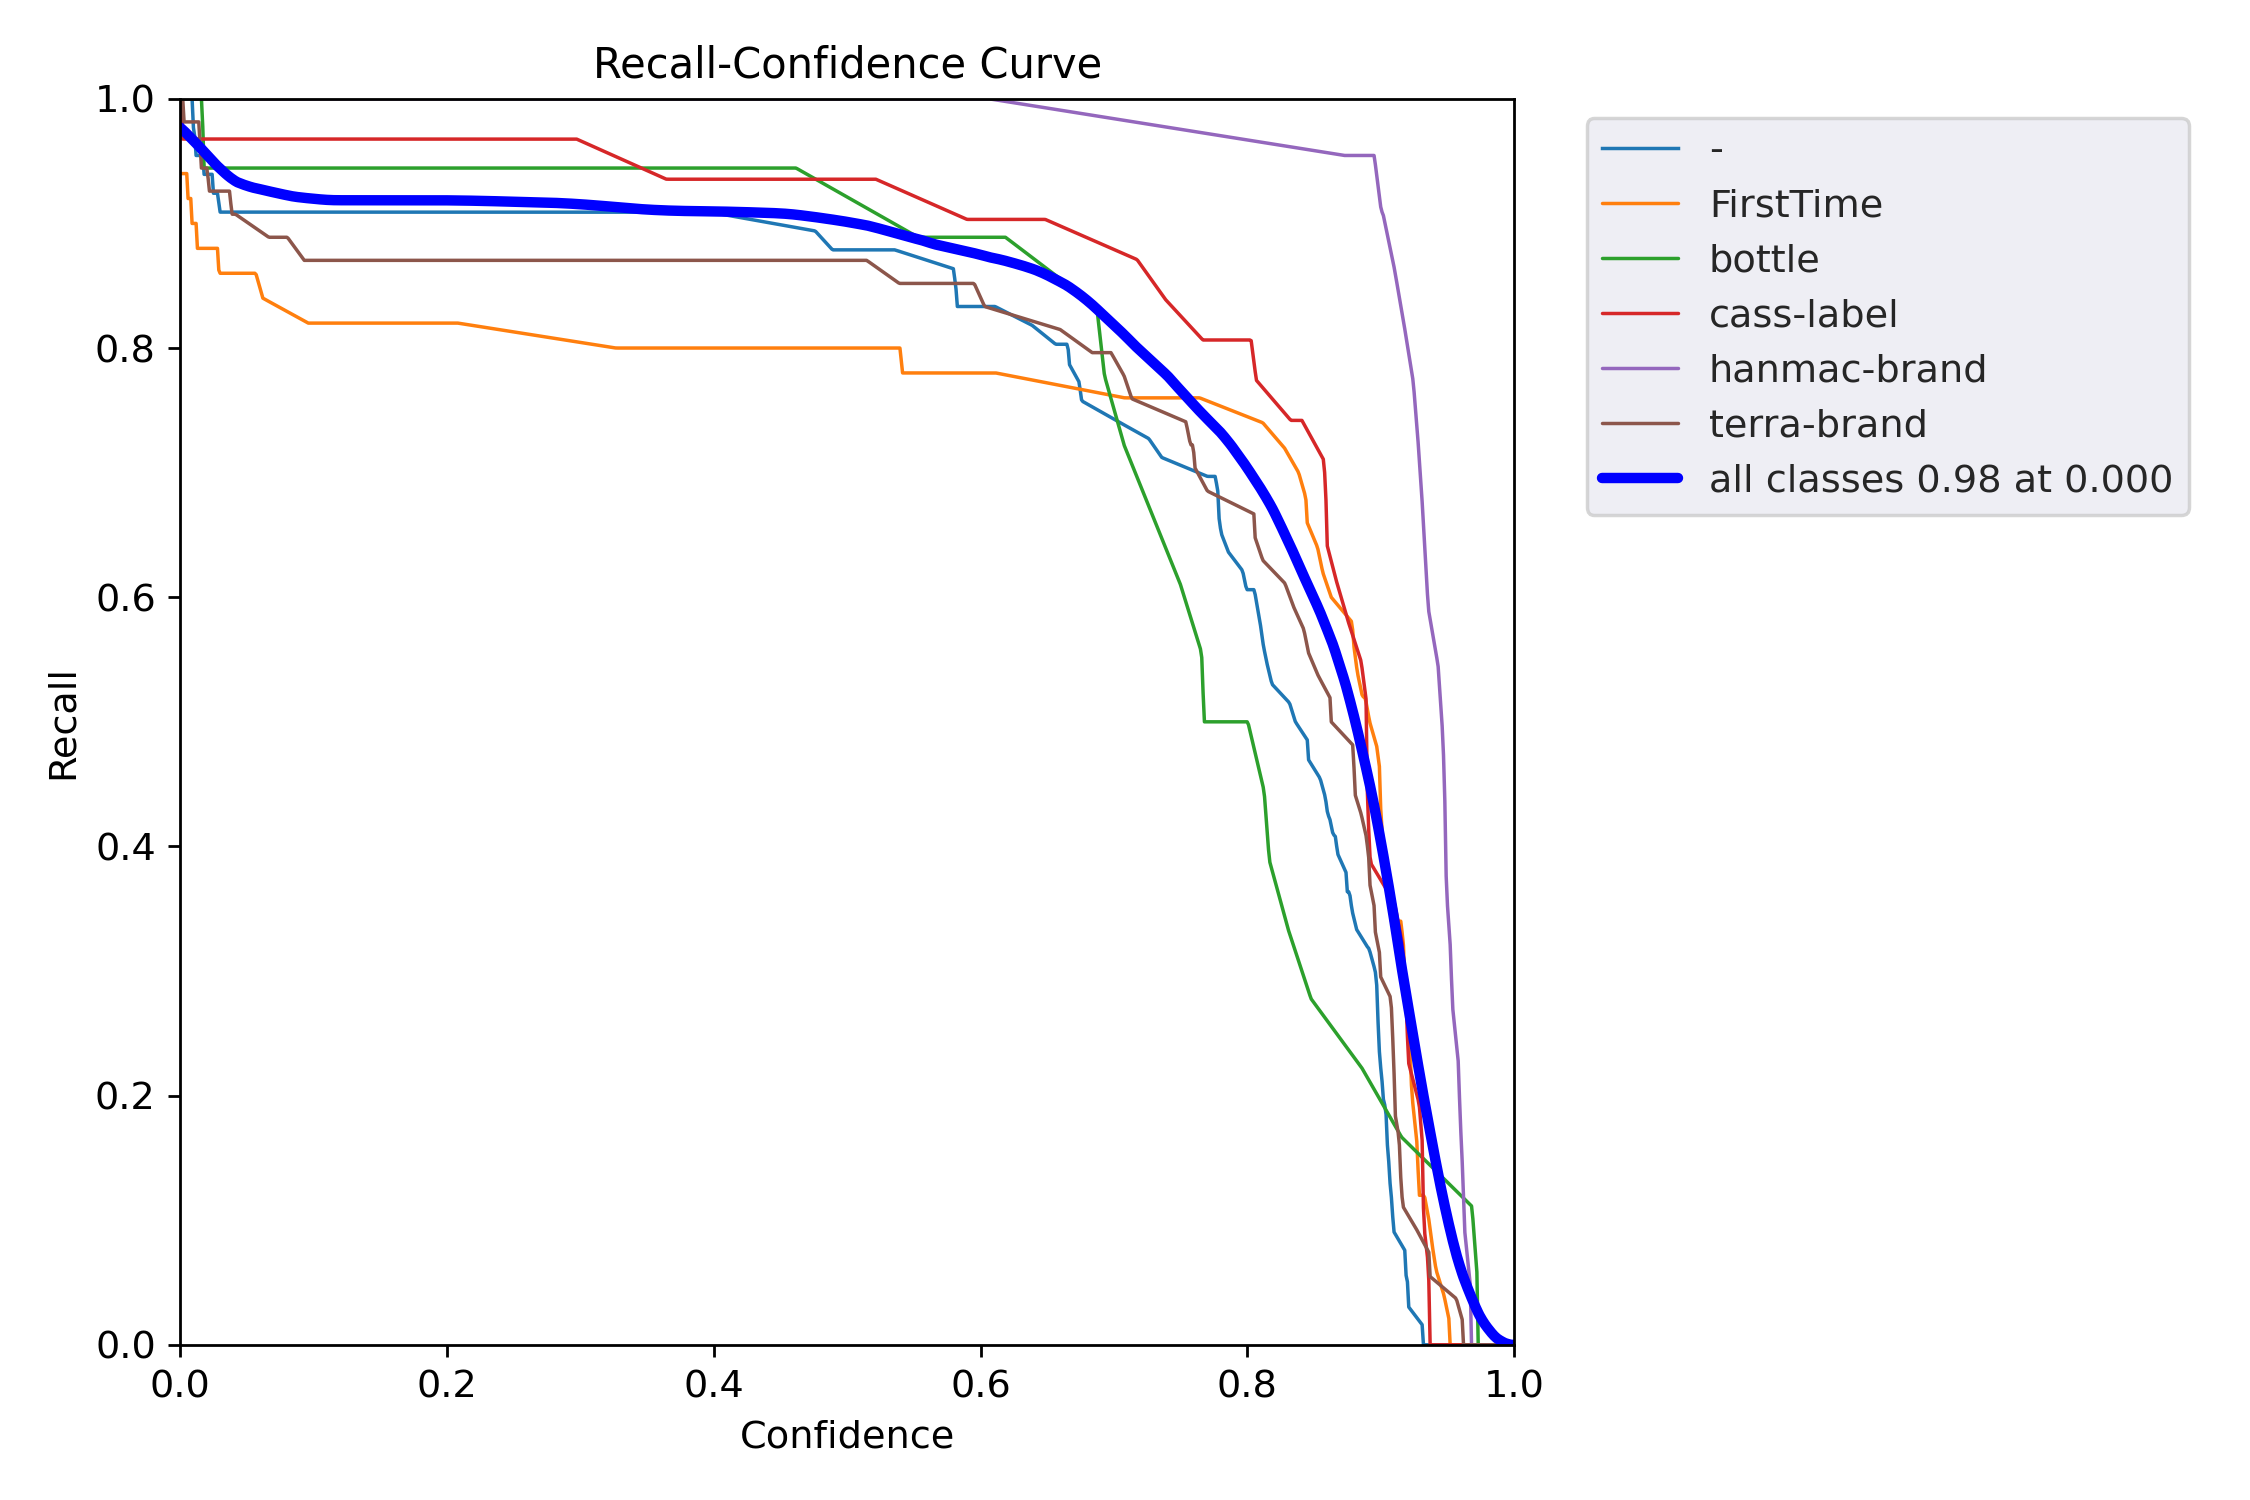 Recall-Confidence Curve
1.0
0.8
0.6
0.4
0.2
0.0
Recall
0.0 0.2 0.4 0.6 0.8 1.0
Confidence
-
FirstTime
bottle
cass-label
hanmac-brand
terra-brand
all classes 0.98 at 0.000